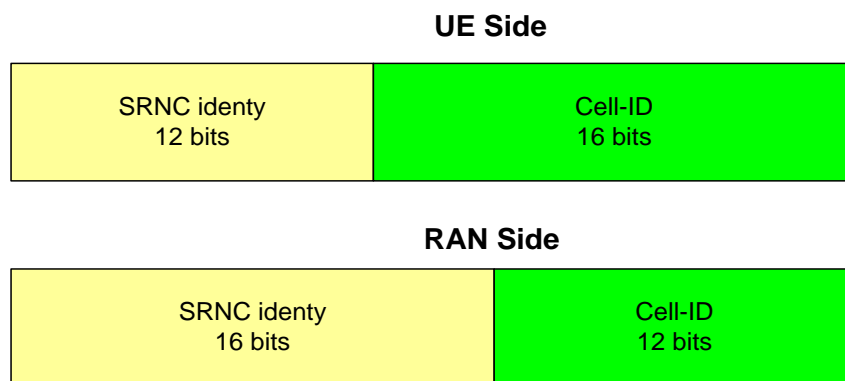 UE Side
SRNC identy
12 bits
Cell-ID
16 bits
RAN Side
SRNC identy
16 bits
Cell-ID
12 bits